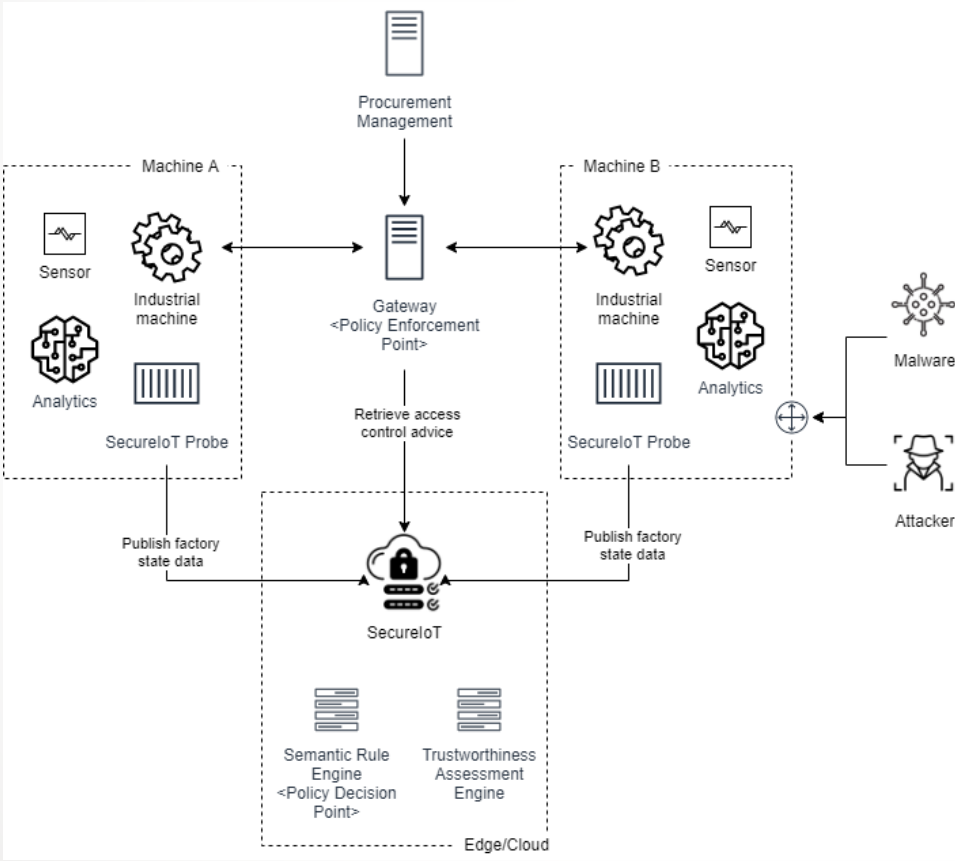 Procurement
Management
Machine A
Machine B
Sensor
Industrial
machine
Analytics
SecureIoT Probe
Gateway
<Policy Enforcement
Point>
Industrial
machine
Sensor
Analytics
SecureIoT Probe
Malware
Attacker
Retrieve access
control advice
Publish factory
state data
Publish factory
state data
SecureIoT
Semantic Rule
Engine
<Policy Decision
Point>
Trustworthiness
Assessment
Engine
Edge/Cloud